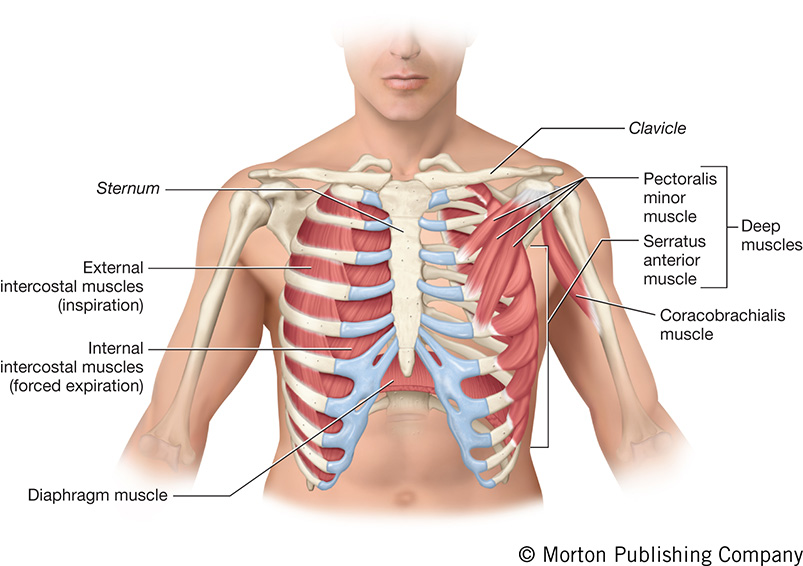 Clavicle
Sternum
Pectoralis
minor
muscle
Serratus
anterior
muscle
Deep
muscles
External
intercostal muscles
(inspiration)
Coracobrachialis
muscle
Internal
intercostal muscles
(forced expiration)
Diaphragm muscle
© Morton Publishing Company